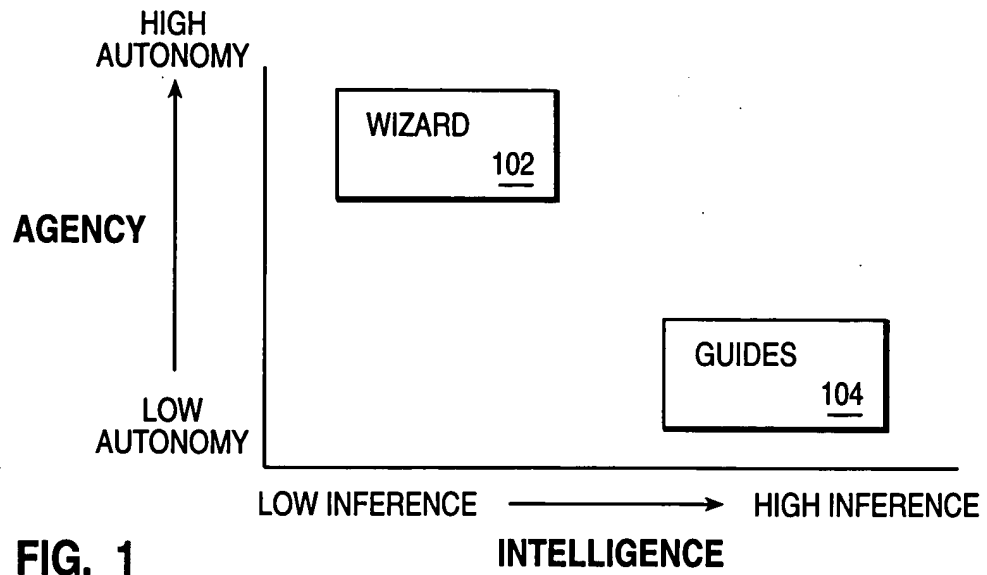 HIGH
AUTONOMY
WIZARD
102
AGENCY
GUIDES
104
LOW
AUTONOMY
LOW INFERENCE
HIGH INFERENCE
INTELLIGENCE
FIG. 1